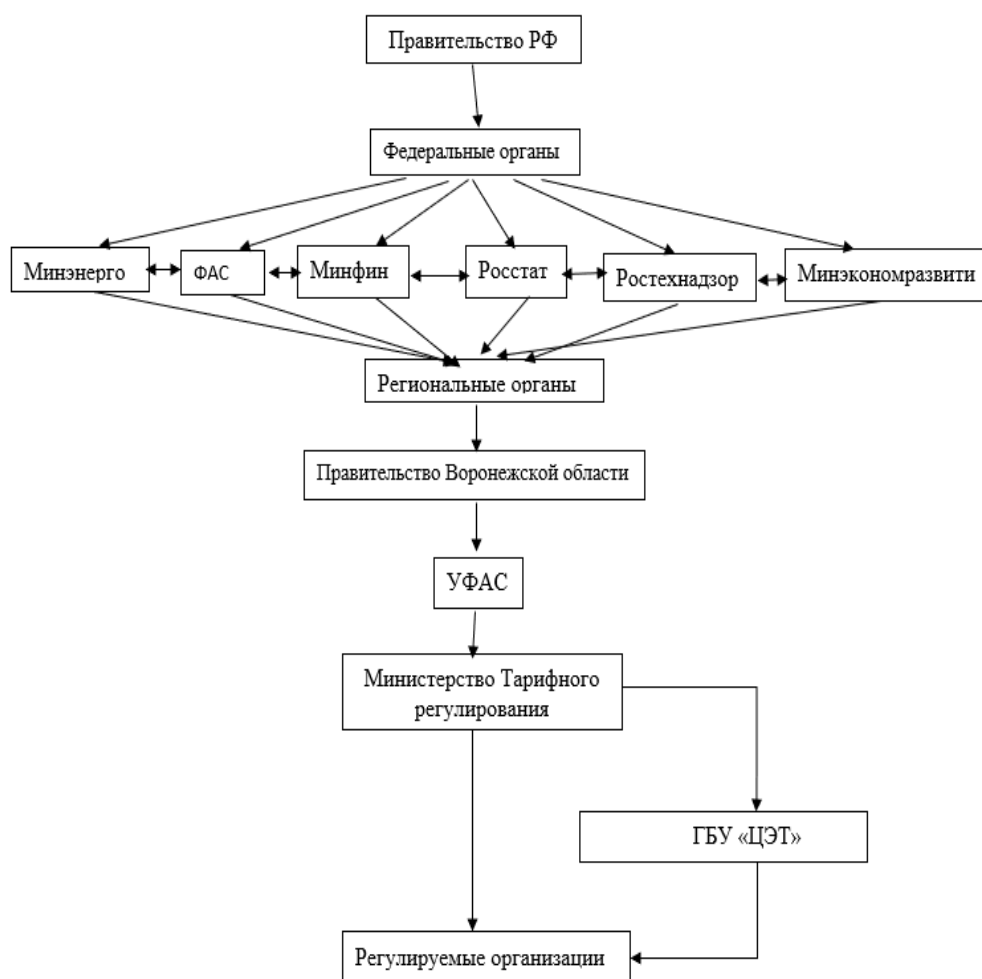 Правительство РФ
Федеральные органы
Минэнерго
ФАС
Минфин
Росстат
Ростехнадзор
Минэкономразвити
Региональные органы
Правительство Воронежской области
УФАС
Министерство Тарифного
регулирования
ГБУ «ЦЭТ»
Регулируемые организации